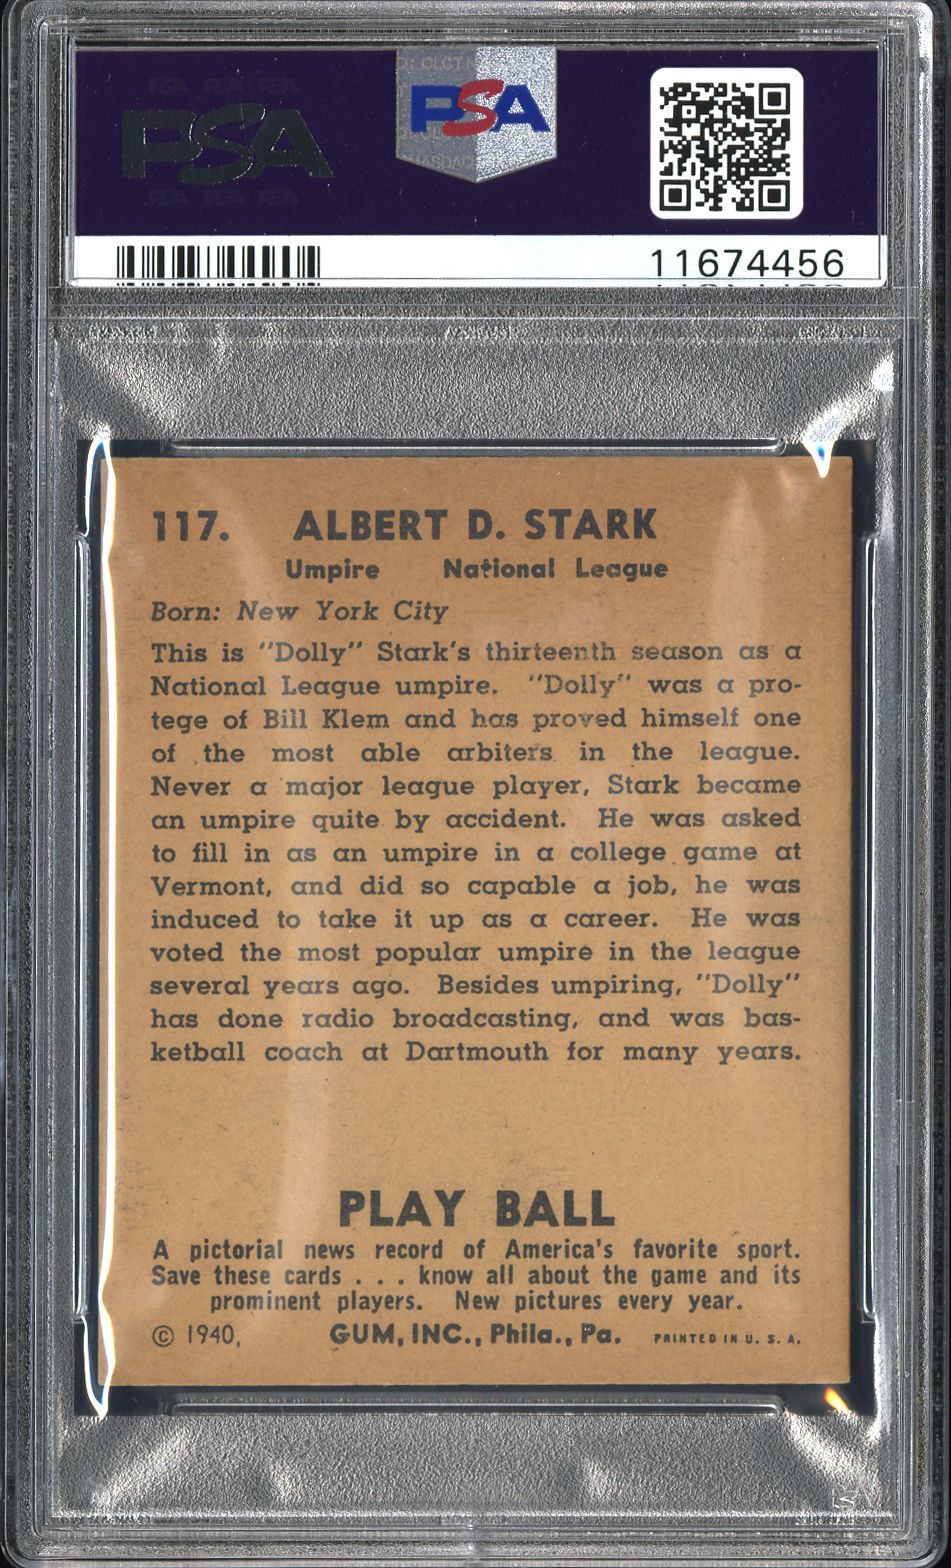 PSA
PSA
11674456
117. ALBERT D. STARK
Umpire National League
Born: New York City
This is "Dolly" Stark's thirteenth season as a
National League umpire. "Dolly" was a pro-
tege of Bill Klem and has proved himself one
of the most able arbiters in the league.
Never a major league player, Stark became
an umpire quite by accident. He was asked
to fill in as an umpire in a college game at
Vermont, and did so capable a job, he was
induced to take it up as a career. He was
voted the most popular umpire in the league
several years ago. Besides umpiring, "Dolly"
has done radio broadcasting, and was bas-
ketball coach at Dartmouth for many years.
PLAY BALL
A pictorial news record of America's favorite sport.
Save these cards . . . know all about the game and its
prominent players. New pictures every year.
© 1940, GUM, INC., Phila., Pa. PRINTED IN U. S. A.